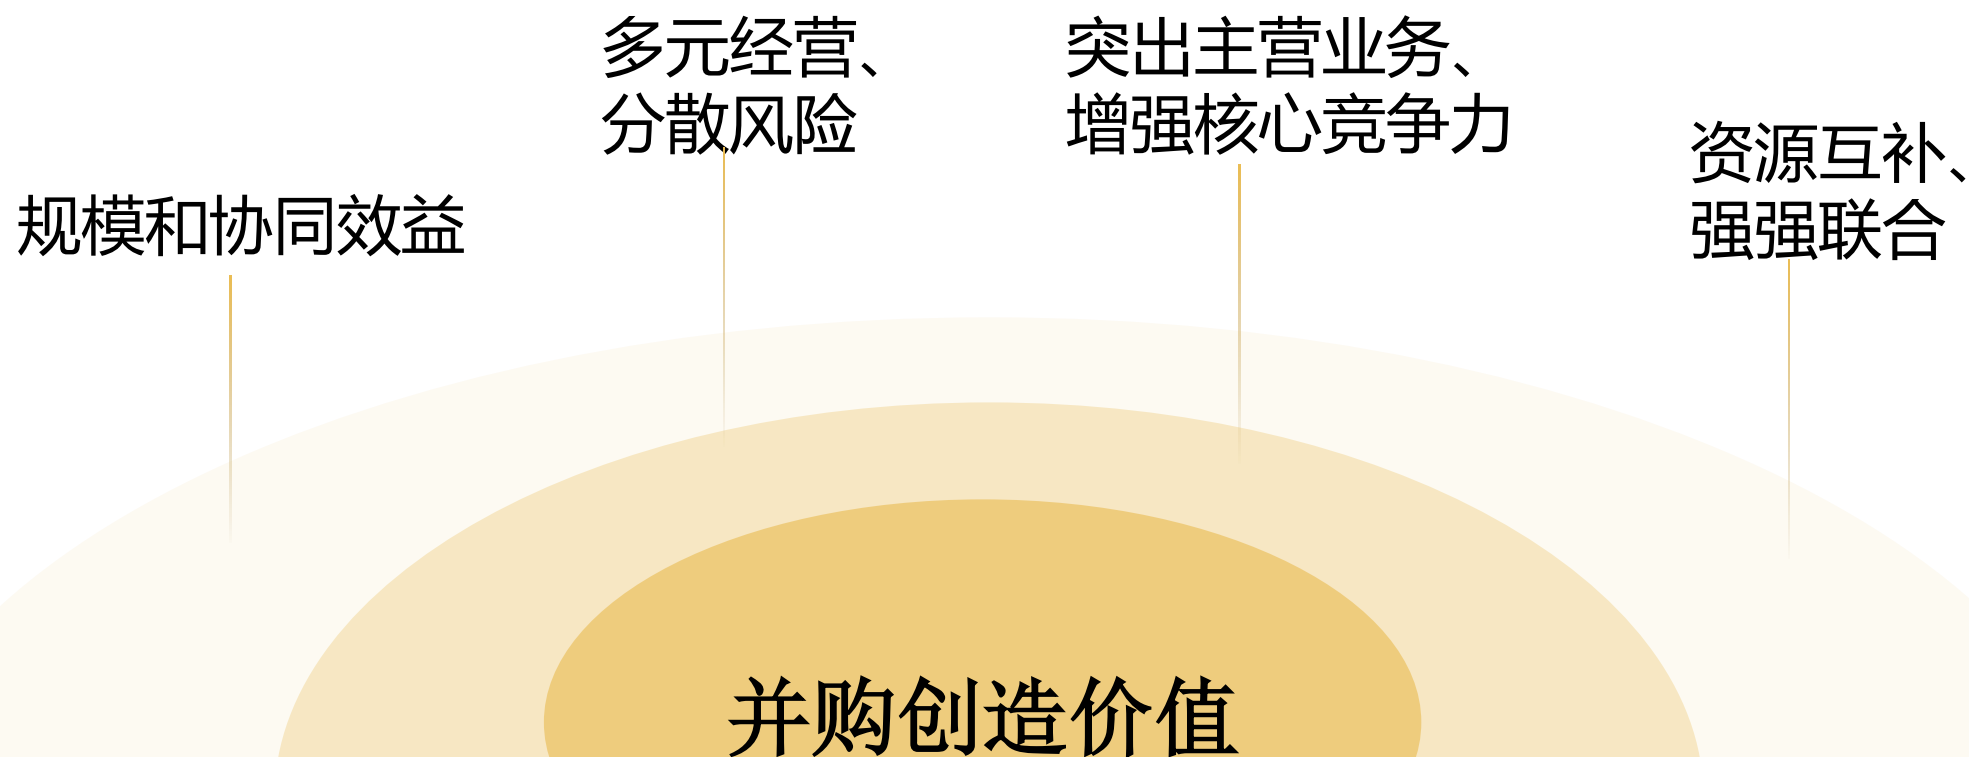 规模和协同效益
多元经营、
分散风险
突出主营业务、
增强核心竞争力
资源互补、
强强联合
并购创造价值